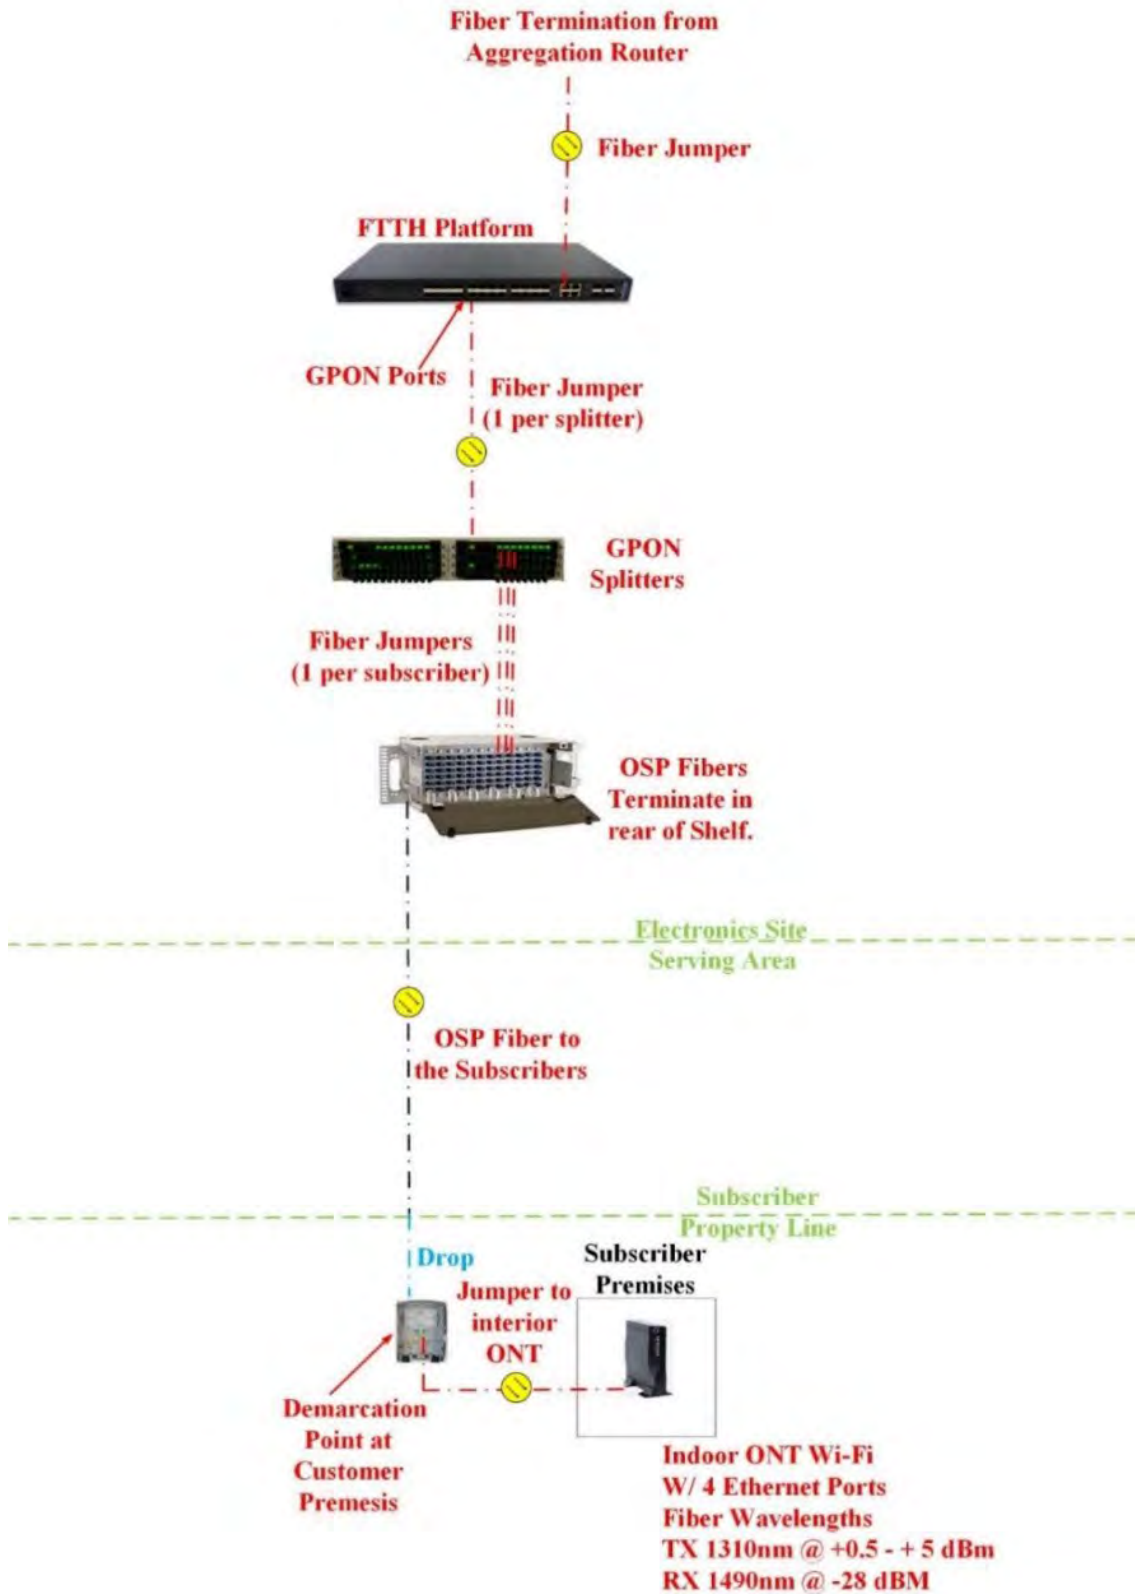 Fiber Termination from
Aggregation Router
Fiber Jumper
FTTH Platform
GPON Ports
Fiber Jumper
(1 per splitter)
GPON
Splitters
Fiber Jumpers
(1 per subscriber)
OSP Fibers
Terminate in
rear of Shelf.
Electronics Site
Serving Area
OSP Fiber to
the Subscribers
Subscriber
Property Line
Drop
Subscriber
Premises
Jumper to
interior
ONT
Demarcation
Point at
Customer
Premesis
Indoor ONT Wi-Fi
W/ 4 Ethernet Ports
Fiber Wavelengths
TX 1310nm @ +0.5 - + 5 dBm
RX 1490nm @ -28 dBM